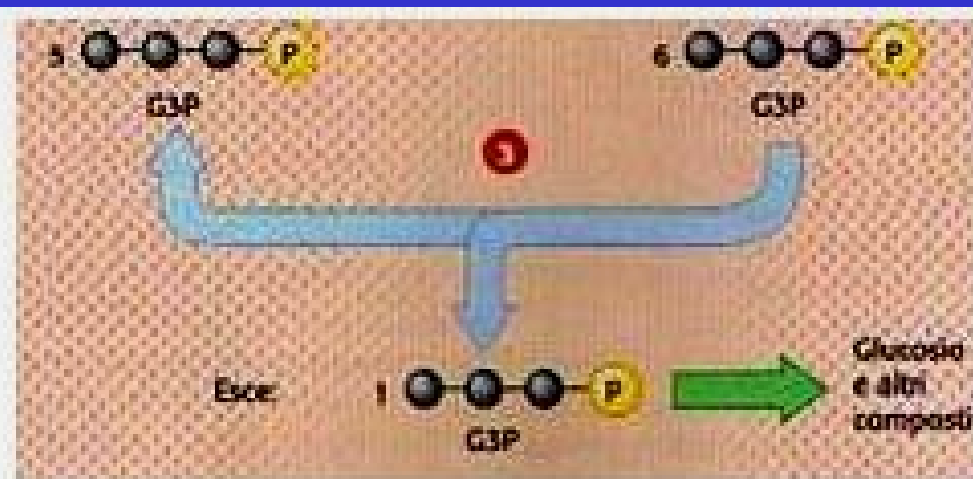 5 P
G3P
6 P
G3P
3
Esce:
1 P
G3P
Glucosio
e altri
composti